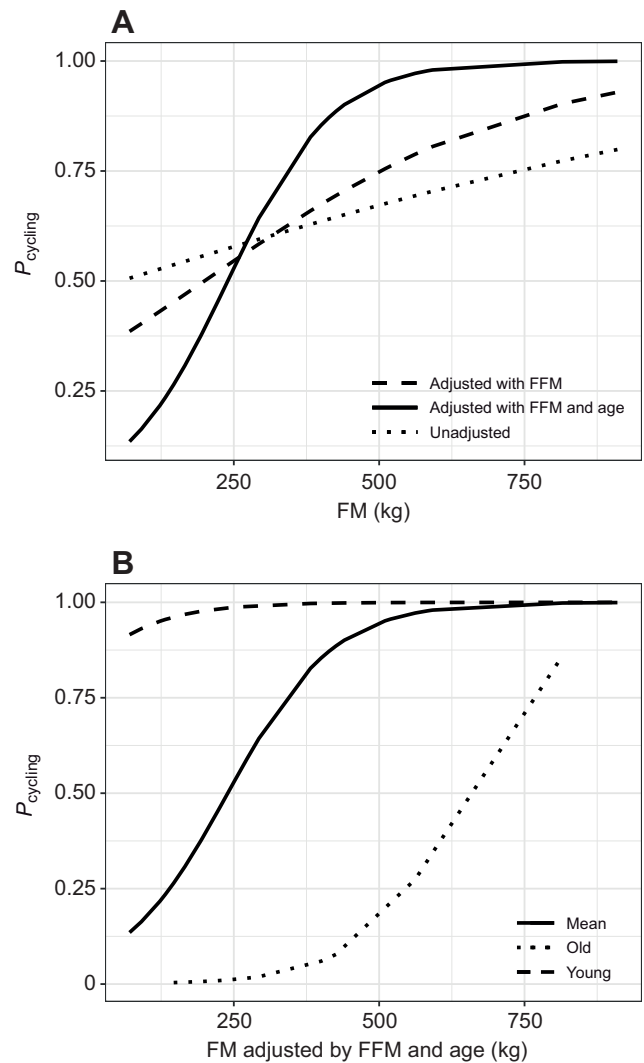 A
1.00
0.75
0.50
0.25
P cycling
Adjusted with FFM
Adjusted with FFM and age
Unadjusted
250 500 750
FM (kg)
B
1.00
0.75
0.50
0.25
0
P cycling
Mean
Old
Young
250 500 750
FM adjusted by FFM and age (kg)